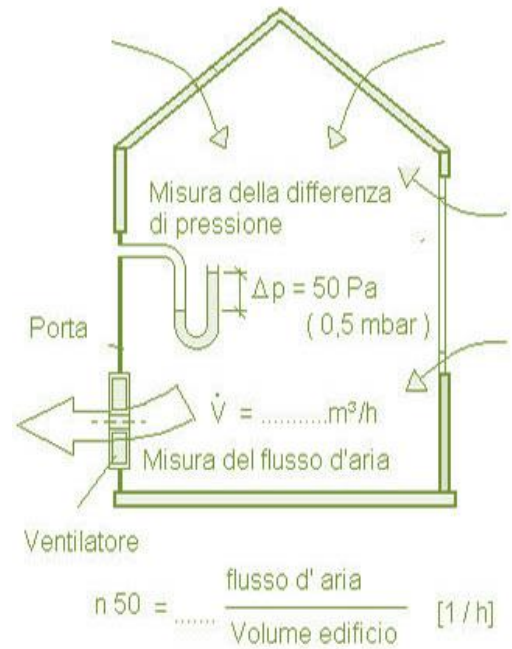 Misura della differenza
di pressione
Δp = 50 Pa
( 0,5 mbar )
Porta
V̇ = ...........m³/h
Misura del flusso d'aria
Ventilatore
flusso d' aria
n 50 = ....... [1 / h]
Volume edificio